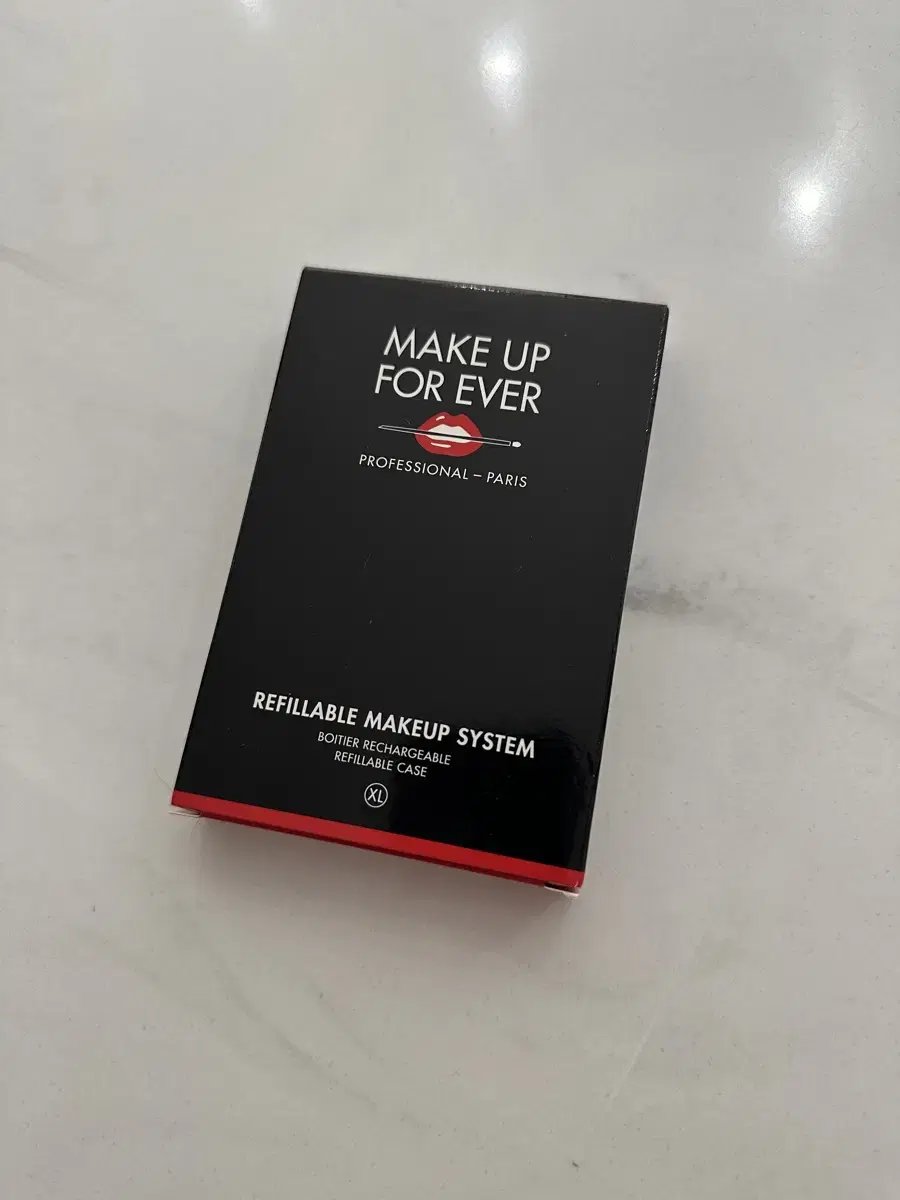 MAKE UP
FOR EVER
PROFESSIONAL – PARIS
REFILLABLE MAKEUP SYSTEM
BOITIER RECHARGEABLE
REFILLABLE CASE
XL